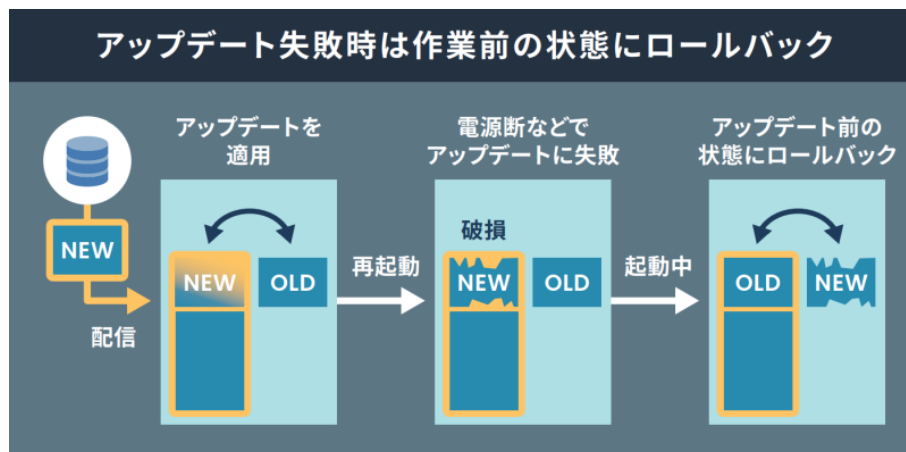 アップデート失敗時は作業前の状態にロールバック
アップデートを
適用
電源断などで
アップデートに失敗
アップデート前の
状態にロールバック
NEW
配信
NEW
OLD
再起動
破損
NEW
OLD
起動中
OLD
NEW